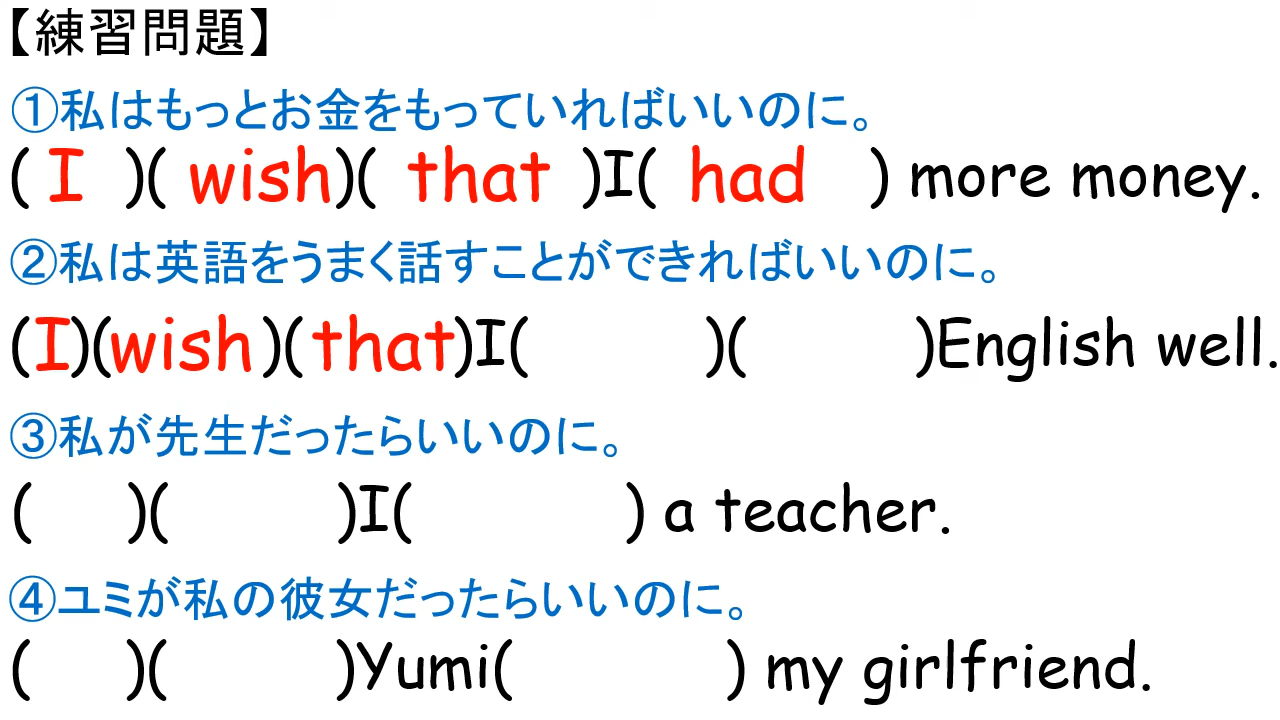 【練習問題】
①私はもっとお金をもっていればいいのに。
( I )( wish)( that )I( had ) more money.
②私は英語をうまく話すことができればいいのに。
(I)(wish )( that)I( )( )English well.
③私が先生だったらいいのに。
( )( )I( ) a teacher.
④ユミが私の彼女だったらいいのに。
( )( )Yumi( ) my girlfriend.